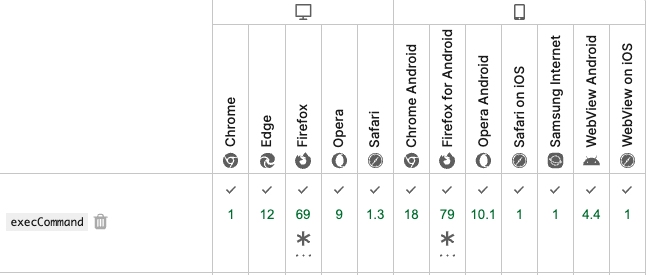 Chrome
Edge
Firefox
Opera
Safari
Chrome Android
Firefox for Android
Opera Android
Safari on iOS
Samsung Internet
WebView Android
WebView on iOS
execCommand
1 12 69 9 1.3 18 79 10.1 1 1 4.4 1
* *
… …